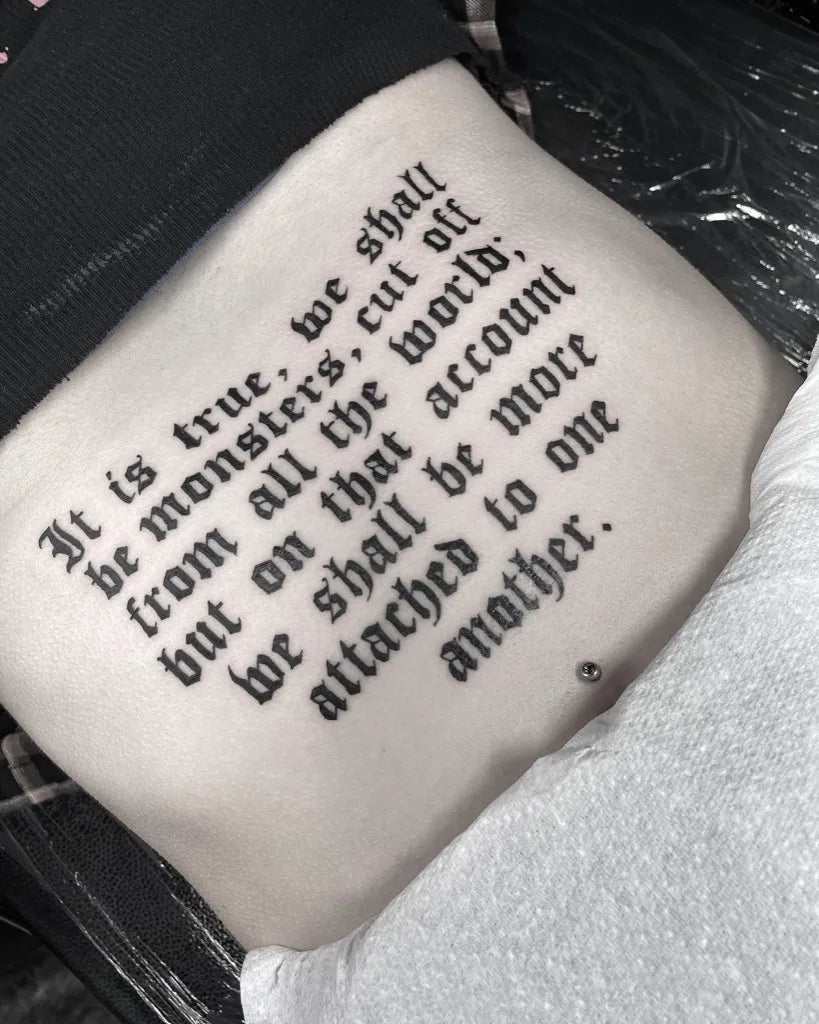 It is true, we shall
be monsters, cut off
from all the world;
but on that account
we shall be more
attached to one
another.